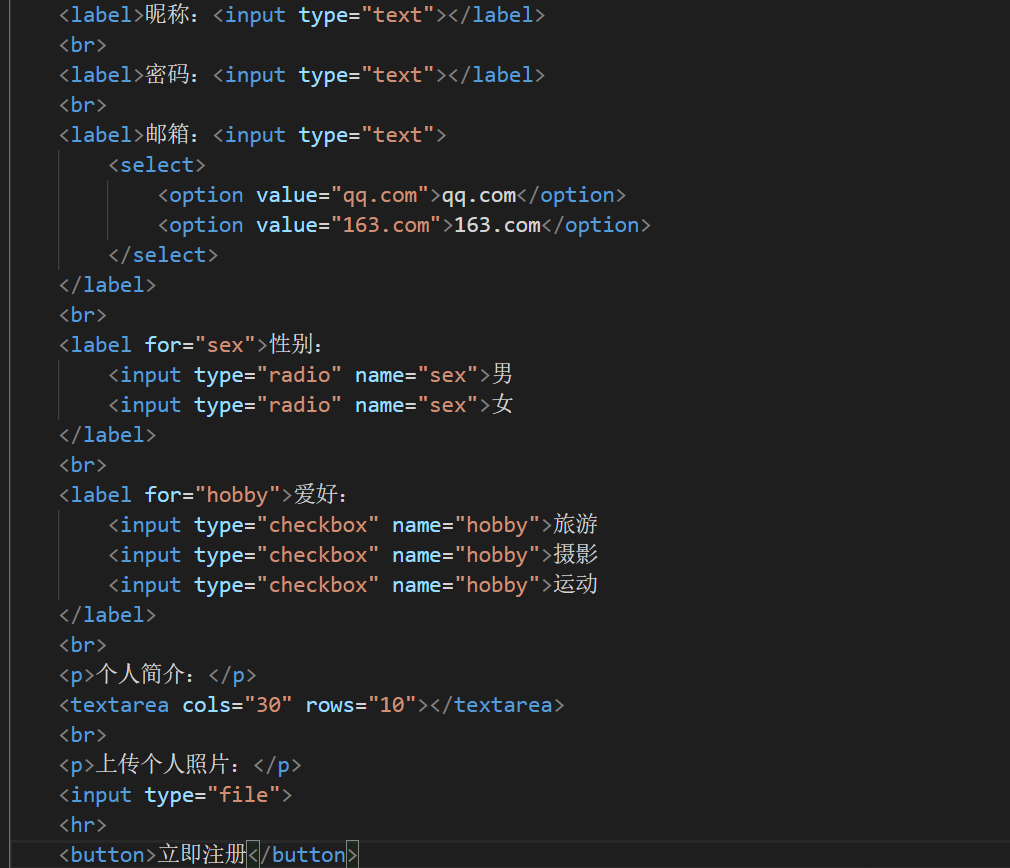 <label>昵称：<input type="text"></label>
<br>
<label>密码：<input type="text"></label>
<br>
<label>邮箱：<input type="text">
<select>
<option value="qq.com">qq.com</option>
<option value="163.com">163.com</option>
</select>
</label>
<br>
<label for="sex">性别：
<input type="radio" name="sex">男
<input type="radio" name="sex">女
</label>
<br>
<label for="hobby">爱好：
<input type="checkbox" name="hobby">旅游
<input type="checkbox" name="hobby">摄影
<input type="checkbox" name="hobby">运动
</label>
<br>
<p>个人简介：</p>
<textarea cols="30" rows="10"></textarea>
<br>
<p>上传个人照片：</p>
<input type="file">
<hr>
<button>立即注册</button>